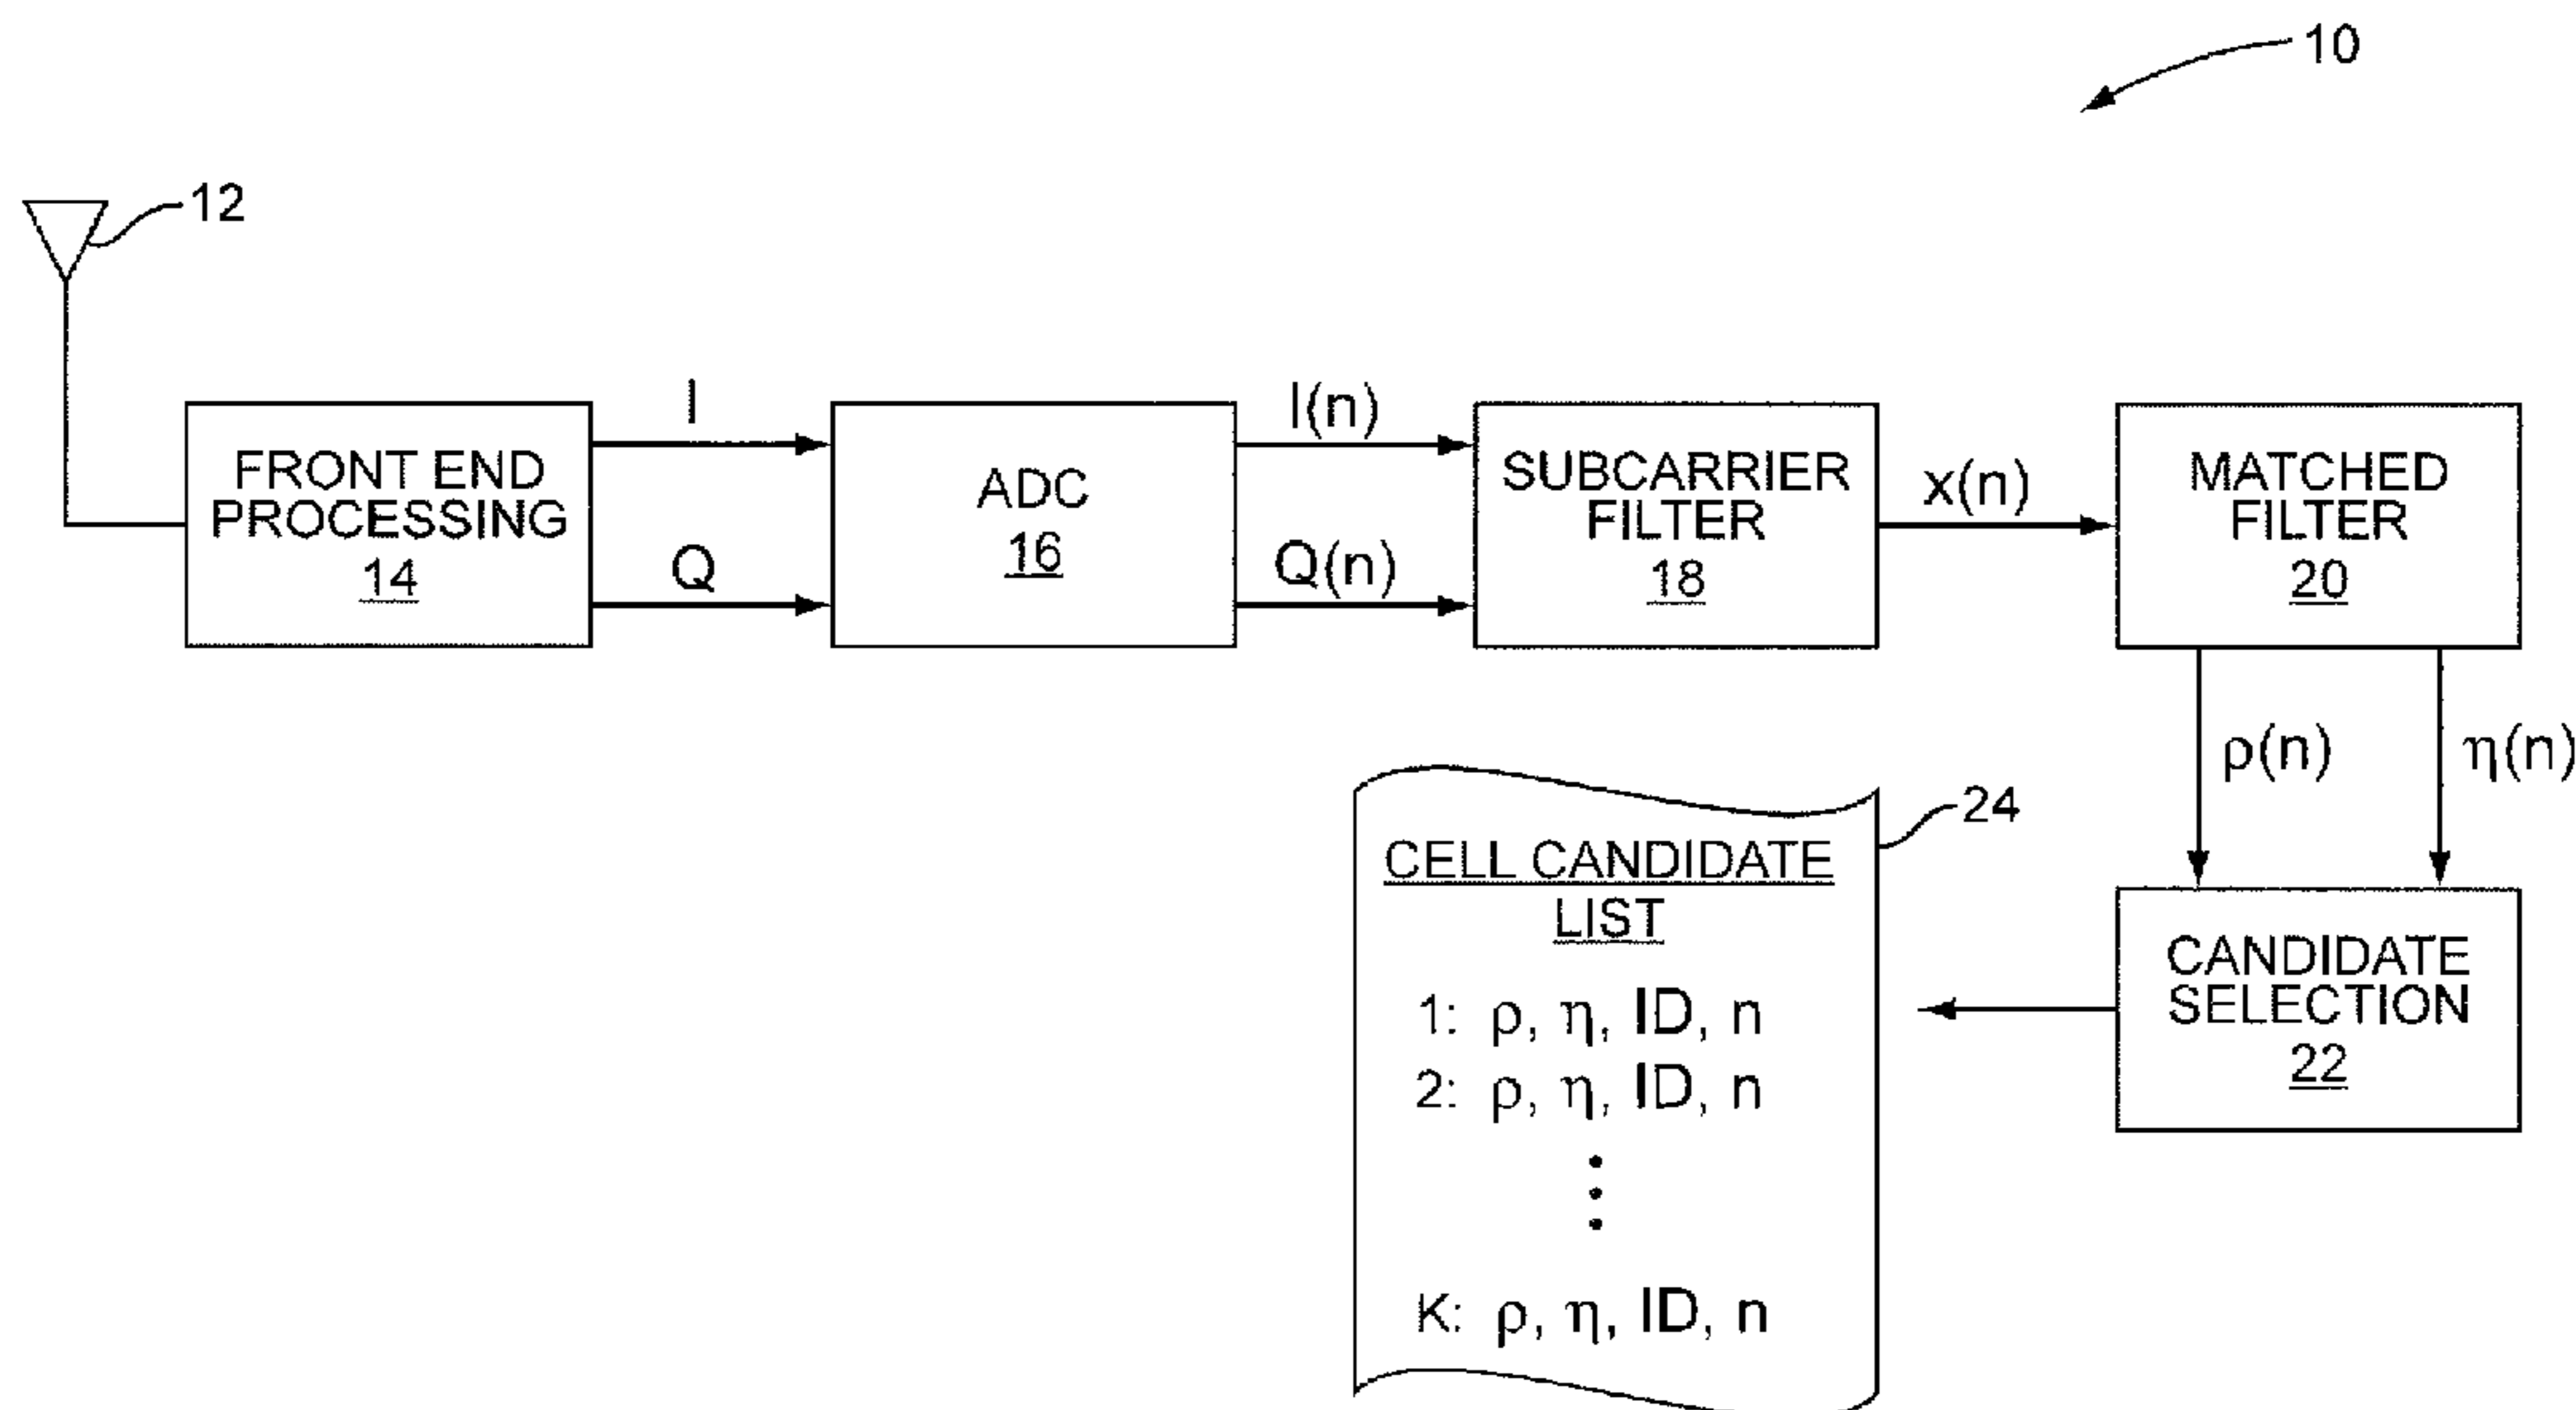 10
12
I
Q
FRONT END
PROCESSING
14
ADC
16
I(n)
Q(n)
SUBCARRIER
FILTER
18
x(n)
MATCHED
FILTER
20
ρ(n)
η(n)
24
CELL CANDIDATE
LIST
1: ρ, η, ID, n
2: ρ, η, ID, n
K: ρ, η, ID, n
CANDIDATE
SELECTION
22